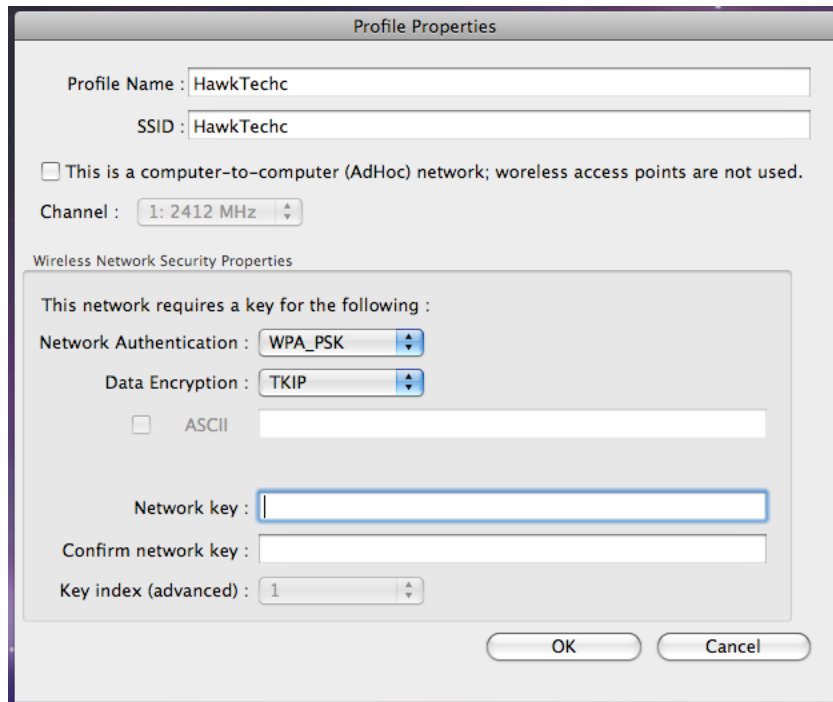 Profile Properties
Profile Name : HawkTechc
SSID : HawkTechc
This is a computer-to-computer (AdHoc) network; woreless access points are not used.
Channel : 1: 2412 MHz
Wireless Network Security Properties
This network requires a key for the following :
Network Authentication : WPA_PSK
Data Encryption : TKIP
ASCII
Network key :
Confirm network key :
Key index (advanced) : 1
OK Cancel